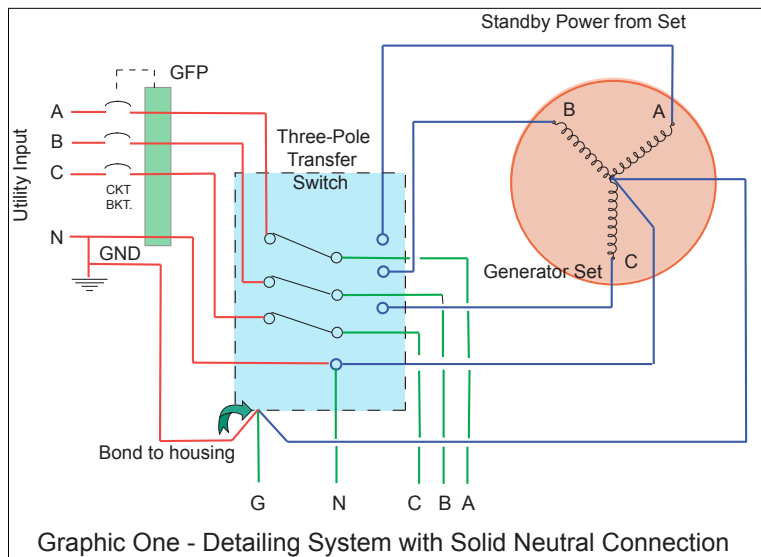 Standby Power from Set
GFP
A
B
C
N
Utility Input
CKT
BKT.
GND
Three-Pole
Transfer
Switch
B
A
C
Generator Set
Bond to housing
G
N
C
B
A
Graphic One - Detailing System with Solid Neutral Connection